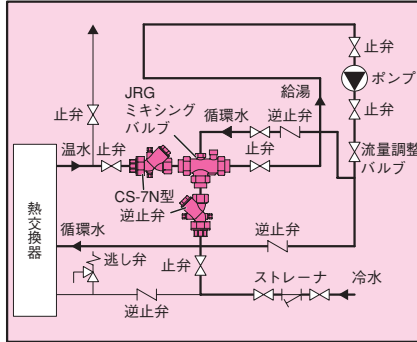 止弁
ポンプ
JRG
ミキシング
バルブ
循環水
逆止弁
給湯
止弁
止弁
温水
止弁
止弁
流量調整
バルブ
CS-7N型
逆止弁
熱交換器
循環水
逆止弁
逃し弁
止弁
ストレーナ
冷水
逆止弁